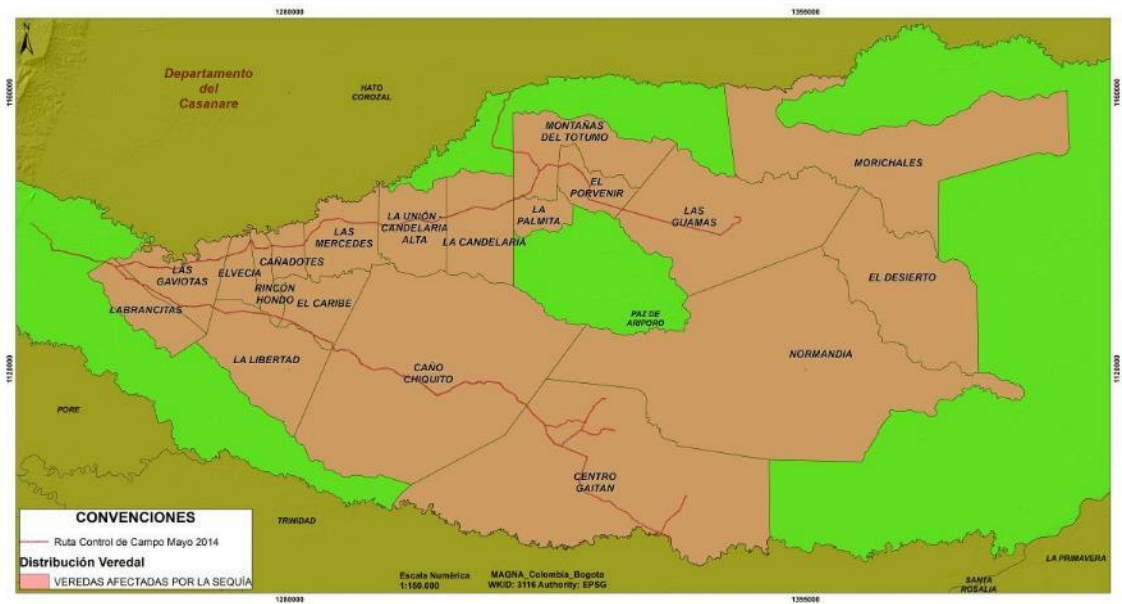 1280000
1355000
N
1160000
1160000
Departamento
del
Casanare
HATO
COROZAL
MONTAÑAS
DEL TOTUMO
MORICHALES
EL
PORVENIR
LA
PALMITA
LAS
GUAMAS
LA UNIÓN -
CANDELARIA
ALTA
LA CANDELARIA
LAS
MERCEDES
CAÑADOTES
ELVECIA
LAS
GAVIOTAS
RINCÓN
HONDO
EL CARIBE
LABRANCITAS
EL DESIERTO
PAZ DE
ARIPORO
NORMANDIA
LA LIBERTAD
CAÑO
CHIQUITO
1120000
1120000
PORE
CENTRO
GAITAN
TRINIDAD
LA PRIMAVERA
SANTA
ROSALIA
CONVENCIONES
Ruta Control de Campo Mayo 2014
Distribución Veredal
VEREDAS AFECTADAS POR LA SEQUÍA
Escala Numérica
1:150.000
MAGNA_Colombia_Bogota
WKID: 3116 Authority: EPSG
1280000
1355000